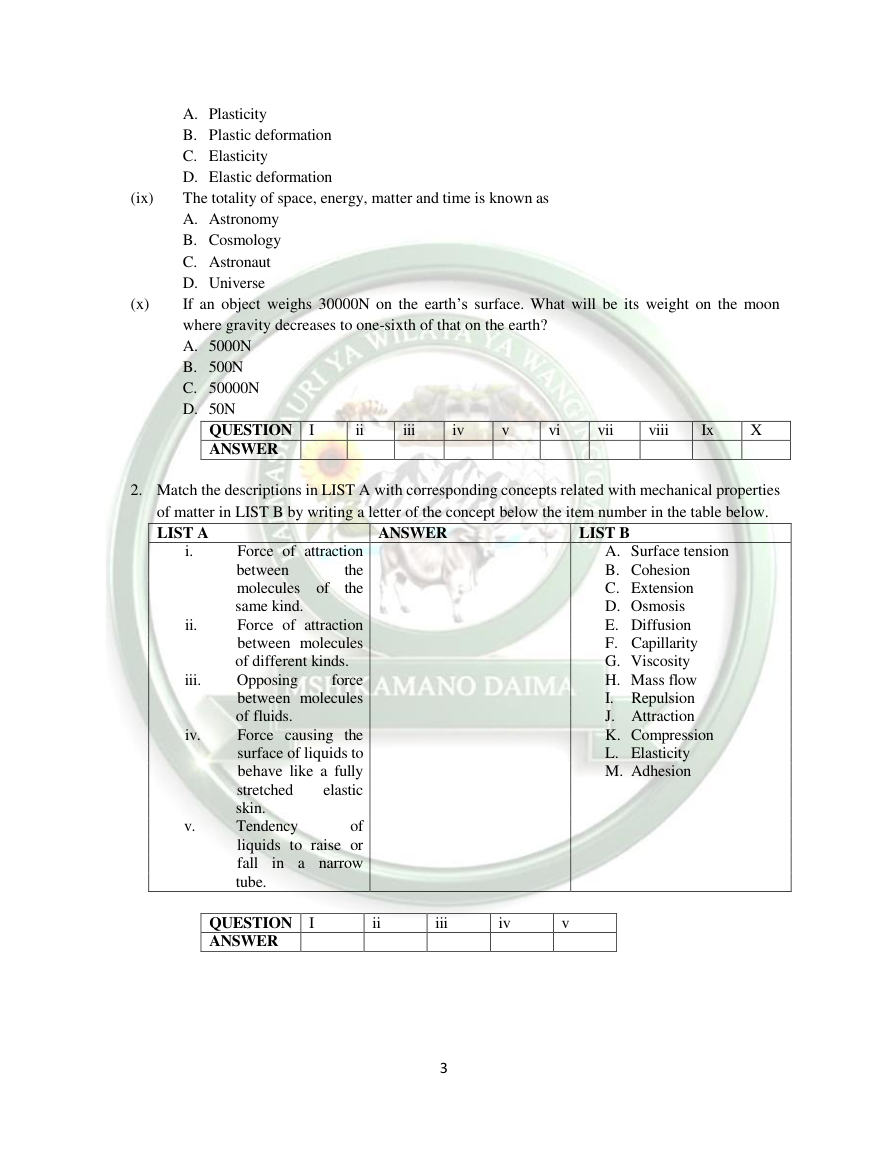 A. Plasticity
B. Plastic deformation
C. Elasticity
D. Elastic deformation
(ix) The totality of space, energy, matter and time is known as
A. Astronomy
B. Cosmology
C. Astronaut
D. Universe
(x) If an object weighs 30000N on the earth’s surface. What will be its weight on the moon
where gravity decreases to one-sixth of that on the earth?
A. 5000N
B. 500N
C. 50000N
D. 50N
QUESTION I ii iii iv v vi vii viii Ix X
ANSWER
2. Match the descriptions in LIST A with corresponding concepts related with mechanical properties
of matter in LIST B by writing a letter of the concept below the item number in the table below.
LIST A ANSWER LIST B
i. Force of attraction
between the
molecules of the
same kind.
ii. Force of attraction
between molecules
of different kinds.
iii. Opposing force
between molecules
of fluids.
iv. Force causing the
surface of liquids to
behave like a fully
stretched elastic
skin.
v. Tendency of
liquids to raise or
fall in a narrow
tube.
A. Surface tension
B. Cohesion
C. Extension
D. Osmosis
E. Diffusion
F. Capillarity
G. Viscosity
H. Mass flow
I. Repulsion
J. Attraction
K. Compression
L. Elasticity
M. Adhesion
MSHIKAMANO DAIMA
QUESTION I ii iii iv v
ANSWER
3